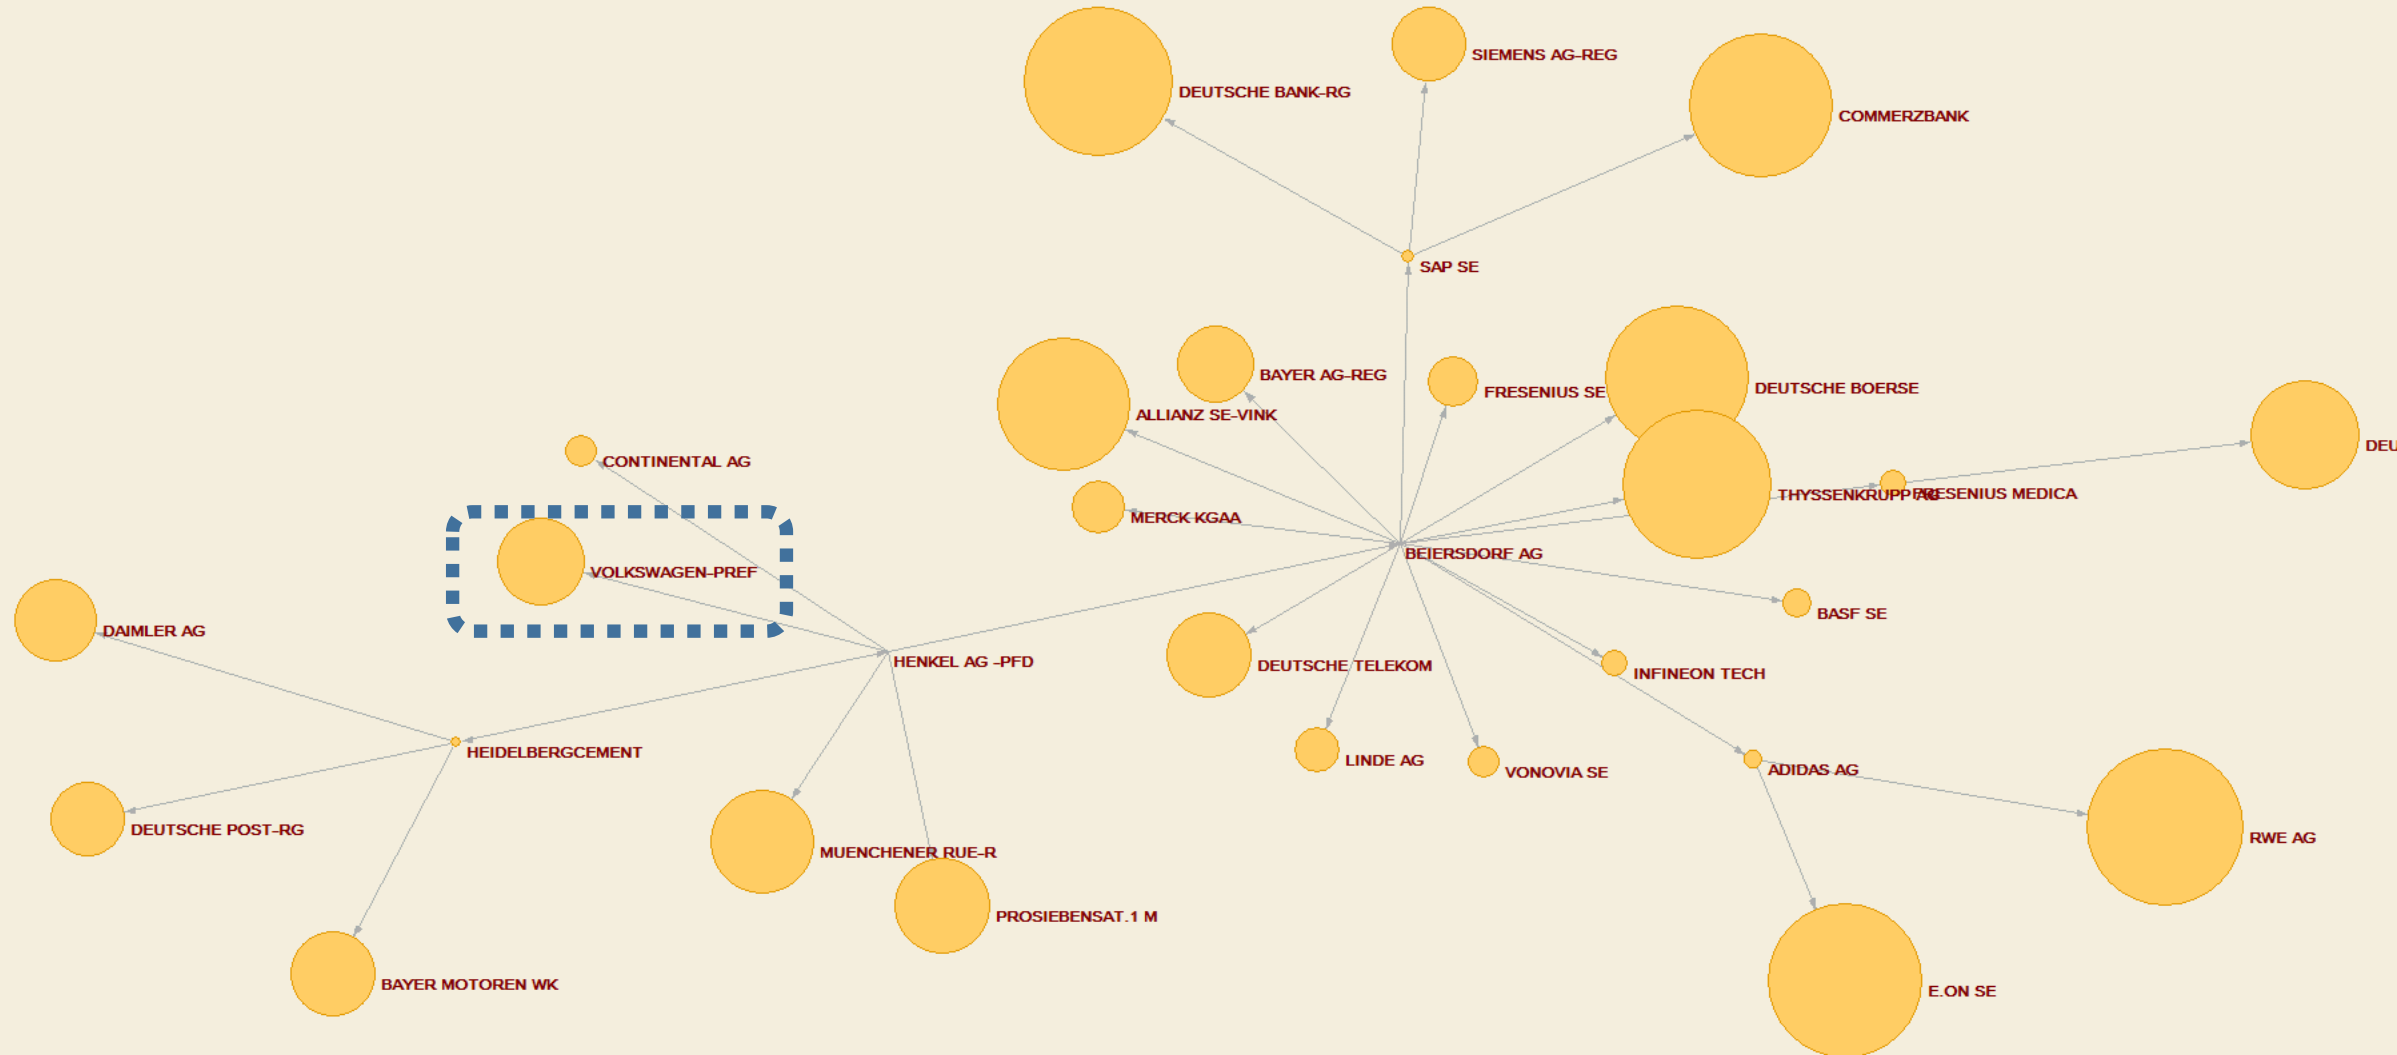 SIEMENS AG-REG
DEUTSCHE BANK-RG
COMMERZBANK
SAP SE
BAYER AG-REG
DEUTSCHE BOERSE
FRESENIUS SE
ALLIANZ SE-VINK
DEU
CONTINENTAL AG
THYSSENKRUPP AG
FRESENIUS MEDICA
MERCK KGAA
BEIERSDORF AG
VOLKSWAGEN-PREF
BASF SE
DAIMLER AG
HENKEL AG -PFD
DEUTSCHE TELEKOM
INFINEON TECH
HEIDELBERGCEMENT
LINDE AG
ADIDAS AG
VONOVIA SE
DEUTSCHE POST-RG
RWE AG
MUENCHENER RUE-R
PROSIEBENSAT.1 M
BAYER MOTOREN WK
E.ON SE